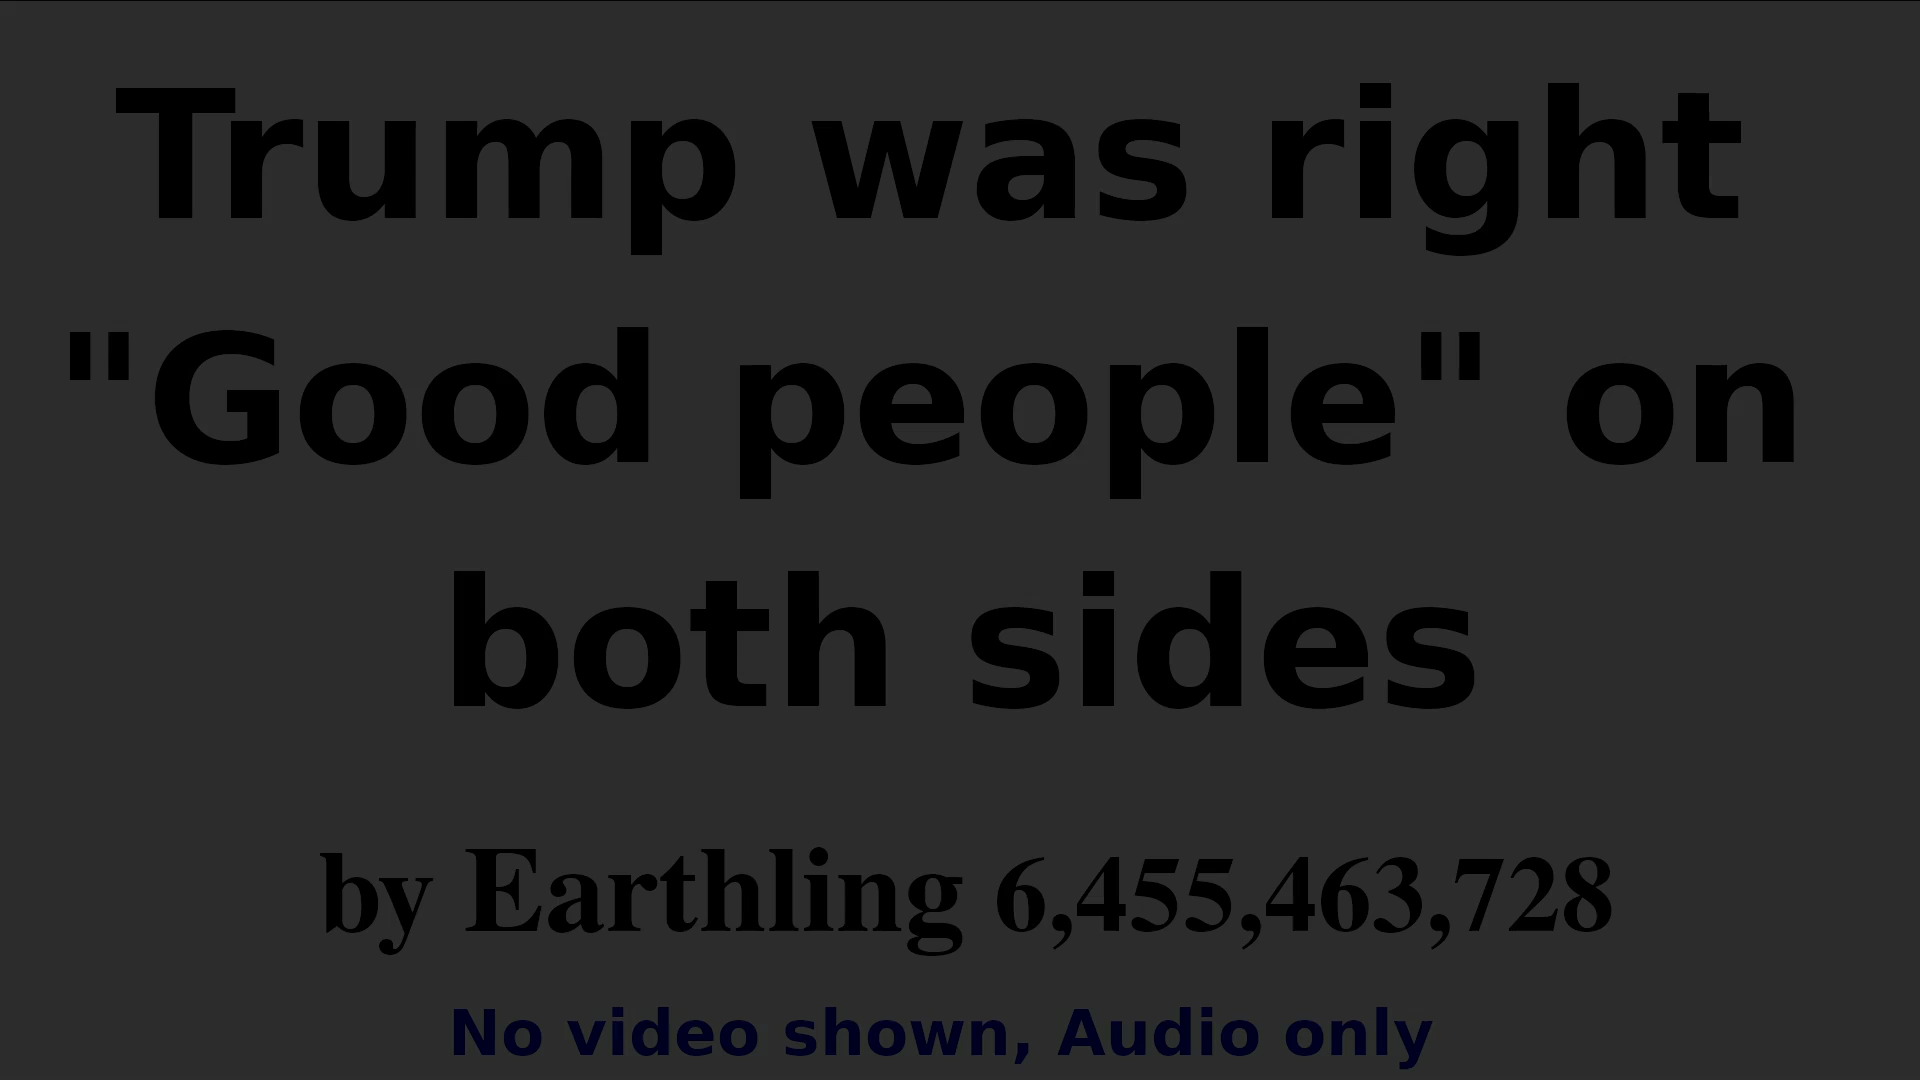 Trump was right
"Good people" on
both sides
by Earthling 6,455,463,728
No video shown, Audio only